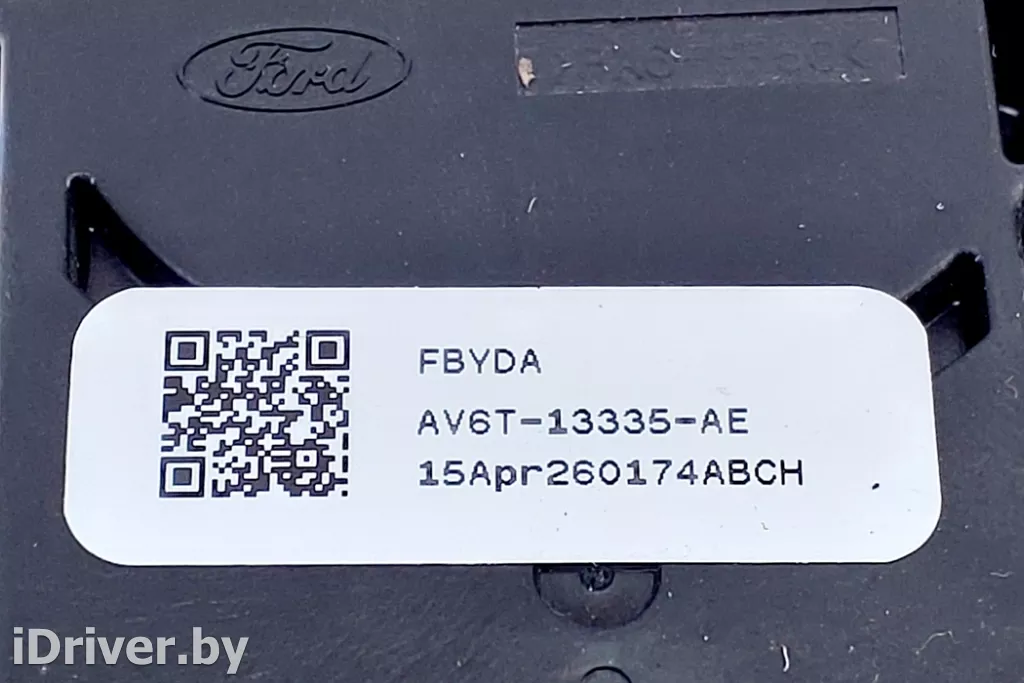 Ford
FBYDA
AV6T-13335-AE
15Apr260174ABCH
iDriver.by